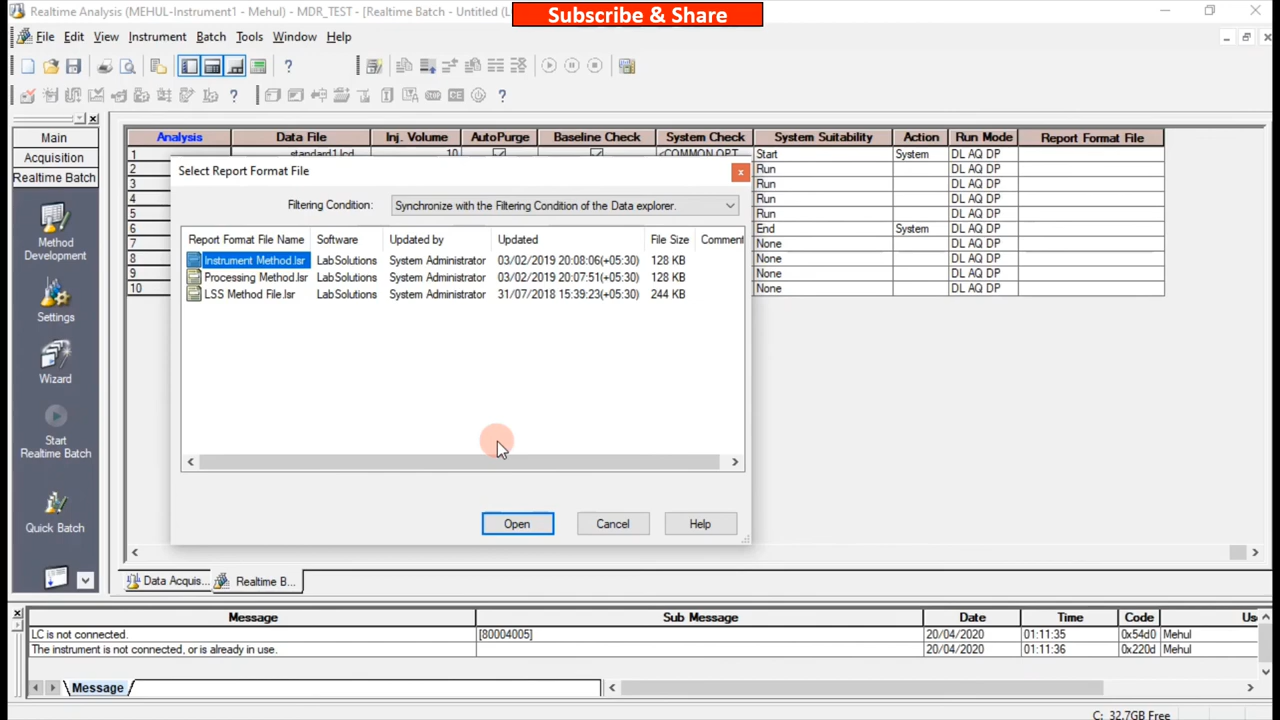 Realtime Analysis (MEHUL-Instrument1 - Mehul) - MDR_TEST - [Realtime Batch - Untitled (L
Subscribe & Share
File Edit View Instrument Batch Tools Window Help
Main
Acquisition
Realtime Batch
Method Development
Settings
Wizard
Start Realtime Batch
Quick Batch
Analysis Data File Inj. Volume AutoPurge Baseline Check System Check System Suitability Action Run Mode Report Format File
1 standard1.lcd 10 <COMMON OPT Start System DL AQ DP
2 Run DL AQ DP
3 Run DL AQ DP
4 Run DL AQ DP
5 Run DL AQ DP
6 End System DL AQ DP
7 None DL AQ DP
8 None DL AQ DP
9 None DL AQ DP
10 None DL AQ DP
Select Report Format File
Filtering Condition: Synchronize with the Filtering Condition of the Data explorer.
Report Format File Name Software Updated by Updated File Size Comment
Instrument Method.lsr LabSolutions System Administrator 03/02/2019 20:08:06(+05:30) 128 KB
Processing Method.lsr LabSolutions System Administrator 03/02/2019 20:07:51(+05:30) 128 KB
LSS Method File.lsr LabSolutions System Administrator 31/07/2018 15:39:23(+05:30) 244 KB
Open Cancel Help
Data Acquis... Realtime B...
Message Sub Message Date Time Code Us
LC is not connected. [80004005] 20/04/2020 01:11:35 0x54d0 Mehul
The instrument is not connected, or is already in use. 20/04/2020 01:11:36 0x220d Mehul
Message
C: 32.7GB Free